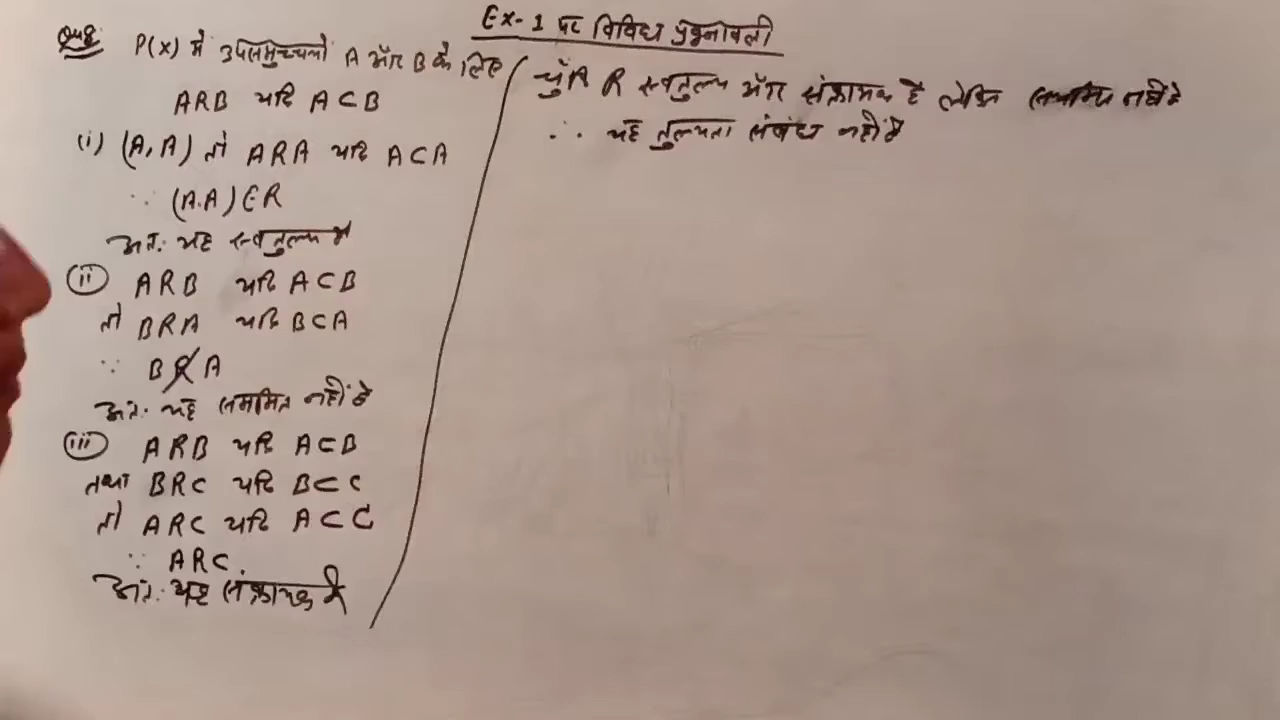 Ex-1 पर विविध प्रश्नावली
P(x) में उपसमुच्चयों A और B के लिए
ARB यदि A⊂B
(i) (A,A) तो ARA यदि A⊂A
∵ (A.A)∈R
अतः यह स्वतुल्य है
(ii) ARB यदि A⊂B
तो BRA यदि B⊂A
∵ BR̸A
अतः यह सममित नहीं है
(iii) ARB यदि A⊂B
तथा BRC यदि B⊂C
तो ARC यदि A⊂C
∵ ARC.
अतः यह संक्रामक है
चूँकि R स्वतुल्य और संक्रामक है लेकिन सममित नहीं है
∴ यह तुल्यता संबंध नहीं है